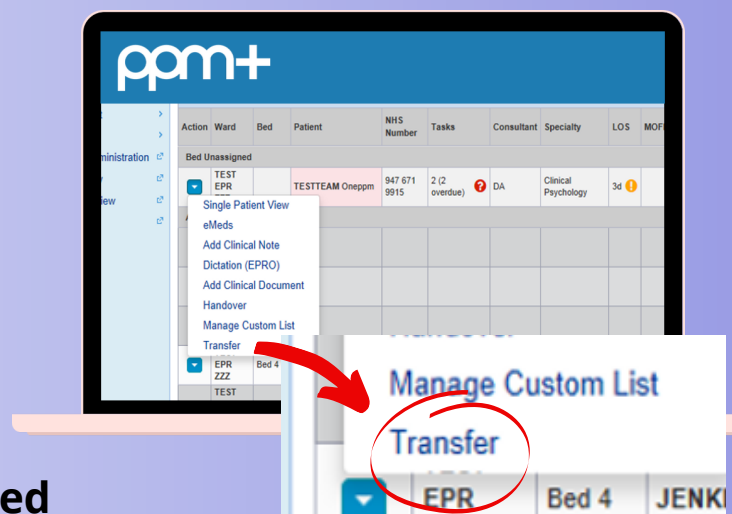 ppm+
Action Ward Bed Patient NHS Number Tasks Consultant Specialty LOS MOF
ministration
Bed Unassigned
TEST EPR
TESTTEAM Oneppm
947 671 9915
2 (2 overdue)
DA
Clinical Psychology
3d
iew
Single Patient View
eMeds
Add Clinical Note
Dictation (EPRO)
Add Clinical Document
Handover
Manage Custom List
Transfer
EPR ZZZ
Bed 4
TEST
Manage Custom List
Transfer
EPR Bed 4 JENK
ed